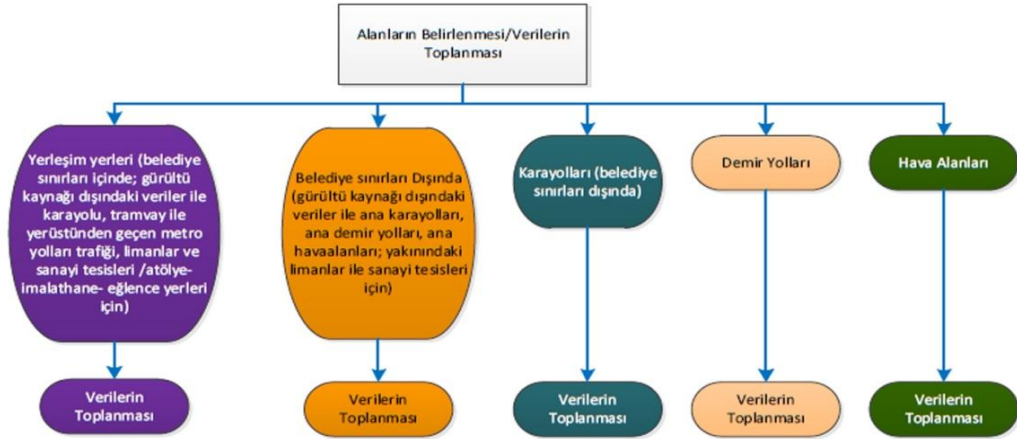 Alanların Belirlenmesi/Verilerin
Toplanması
Yerleşim yerleri (belediye
sınırları içinde; gürültü
kaynağı dışındaki veriler ile
karayolu, tramvay ile
yerüstünden geçen metro
yolları trafiği, limanlar ve
sanayi tesisleri /atölye-
imalathane- eğlence yerleri
için)
Belediye sınırları Dışında
(gürültü kaynağı dışındaki
veriler ile ana karayolları,
ana demir yolları, ana
havaalanları; yakınındaki
limanlar ile sanayi tesisleri
için)
Karayolları (belediye
sınırları dışında)
Demir Yolları
Hava Alanları
Verilerin
Toplanması
Verilerin
Toplanması
Verilerin
Toplanması
Verilerin
Toplanması
Verilerin
Toplanması